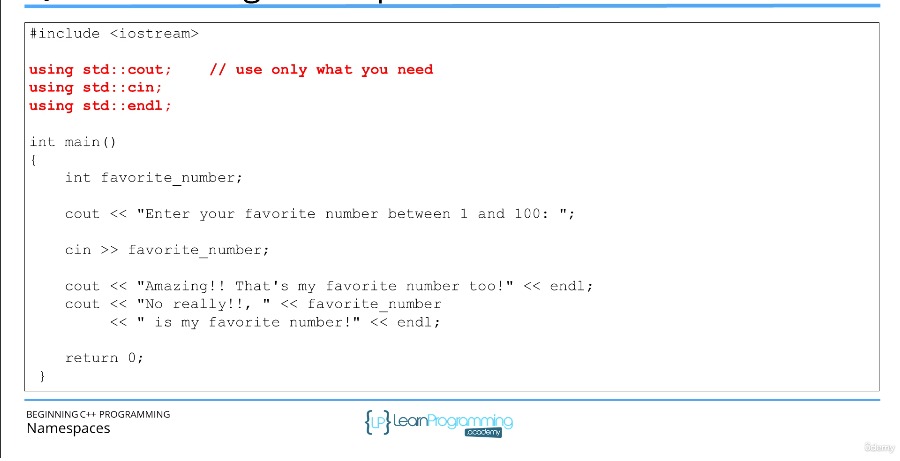 #include <iostream>
using std::cout;    // use only what you need
using std::cin;
using std::endl;
int main()
{
    int favorite_number;
    cout << "Enter your favorite number between 1 and 100: ";
    cin >> favorite_number;
    cout << "Amazing!! That's my favorite number too!" << endl;
    cout << "No really!!, " << favorite_number
         << " is my favorite number!" << endl;
    return 0;
}
BEGINNING C++ PROGRAMMING
Namespaces
{LP} LearnProgramming
.academy
ûdemy